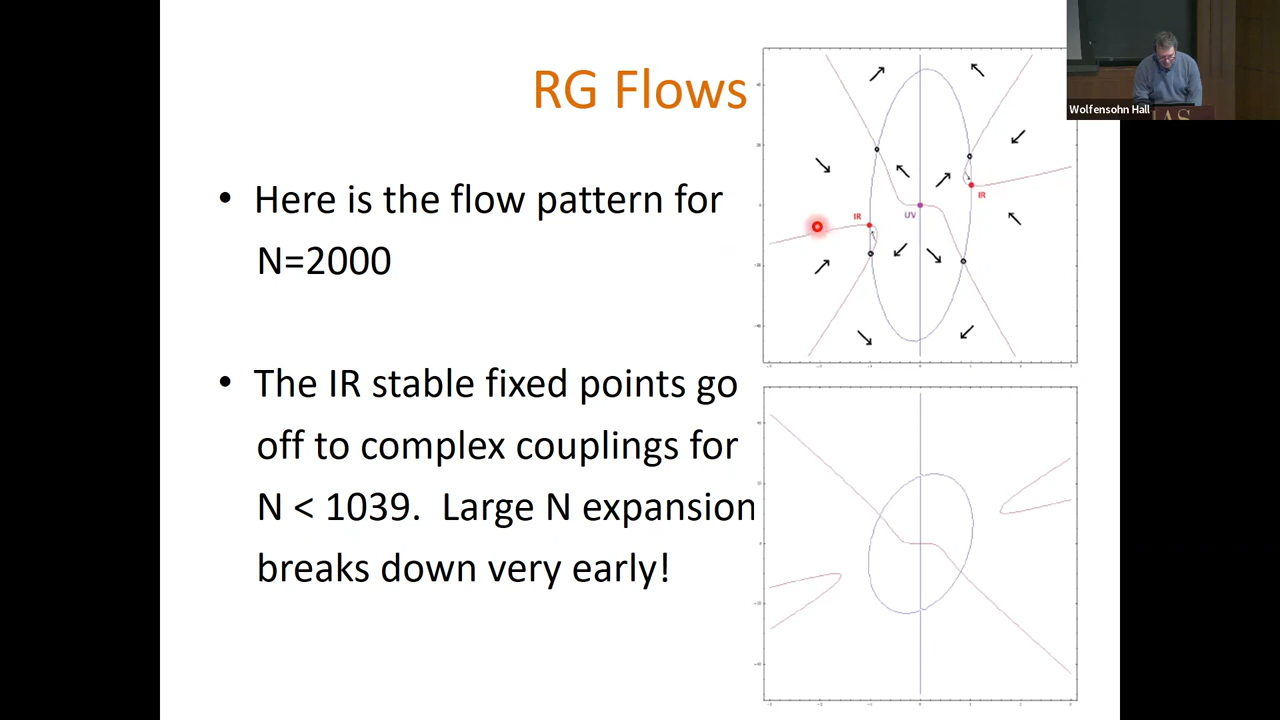 RG Flows
Wolfensohn Hall
IAS
• Here is the flow pattern for
N=2000
IR
UV
IR
• The IR stable fixed points go
off to complex couplings for
N < 1039. Large N expansion
breaks down very early!